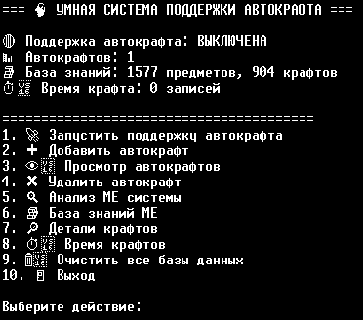 === 🧠 УМНАЯ СИСТЕМА ПОДДЕРЖКИ АВТОКРАФТА ===
🔴 Поддержка автокрафта: ВЫКЛЮЧЕНА
📊 Автокрафтов: 1
📚 База знаний: 1577 предметов, 904 крафтов
⏱️ Время крафта: 0 записей
========================================
1. 🚀 Запустить поддержку автокрафта
2. ➕ Добавить автокрафт
3. 👁️ Просмотр автокрафтов
4. ❌ Удалить автокрафт
5. 🔍 Анализ МЕ системы
6. 📚 База знаний МЕ
7. 🔎 Детали крафтов
8. ⏱️ Время крафтов
9. 🗑️ Очистить все базы данных
10. 🚪 Выход
Выберите действие: